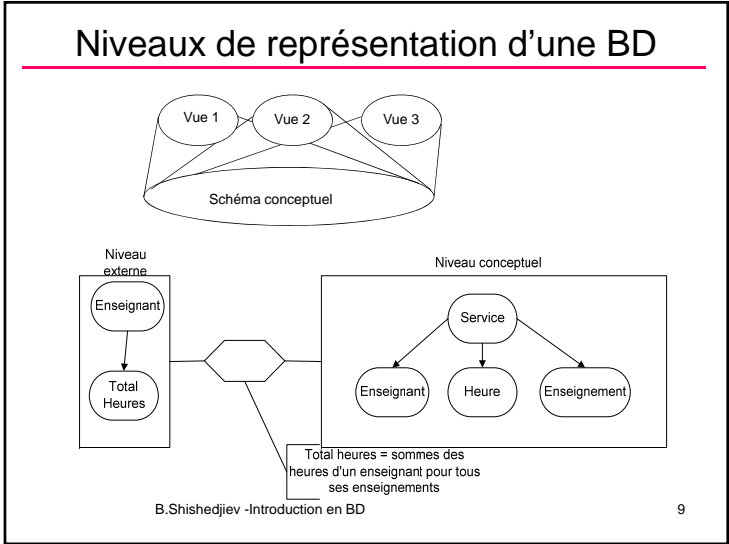 Niveaux de représentation d'une BD
Vue 1
Vue 2
Vue 3
Schéma conceptuel
Niveau
externe
Enseignant
Total
Heures
Niveau conceptuel
Service
Enseignant
Heure
Enseignement
Total heures = sommes des
heures d'un enseignant pour tous
ses enseignements
B.Shishedjiev -Introduction en BD
9